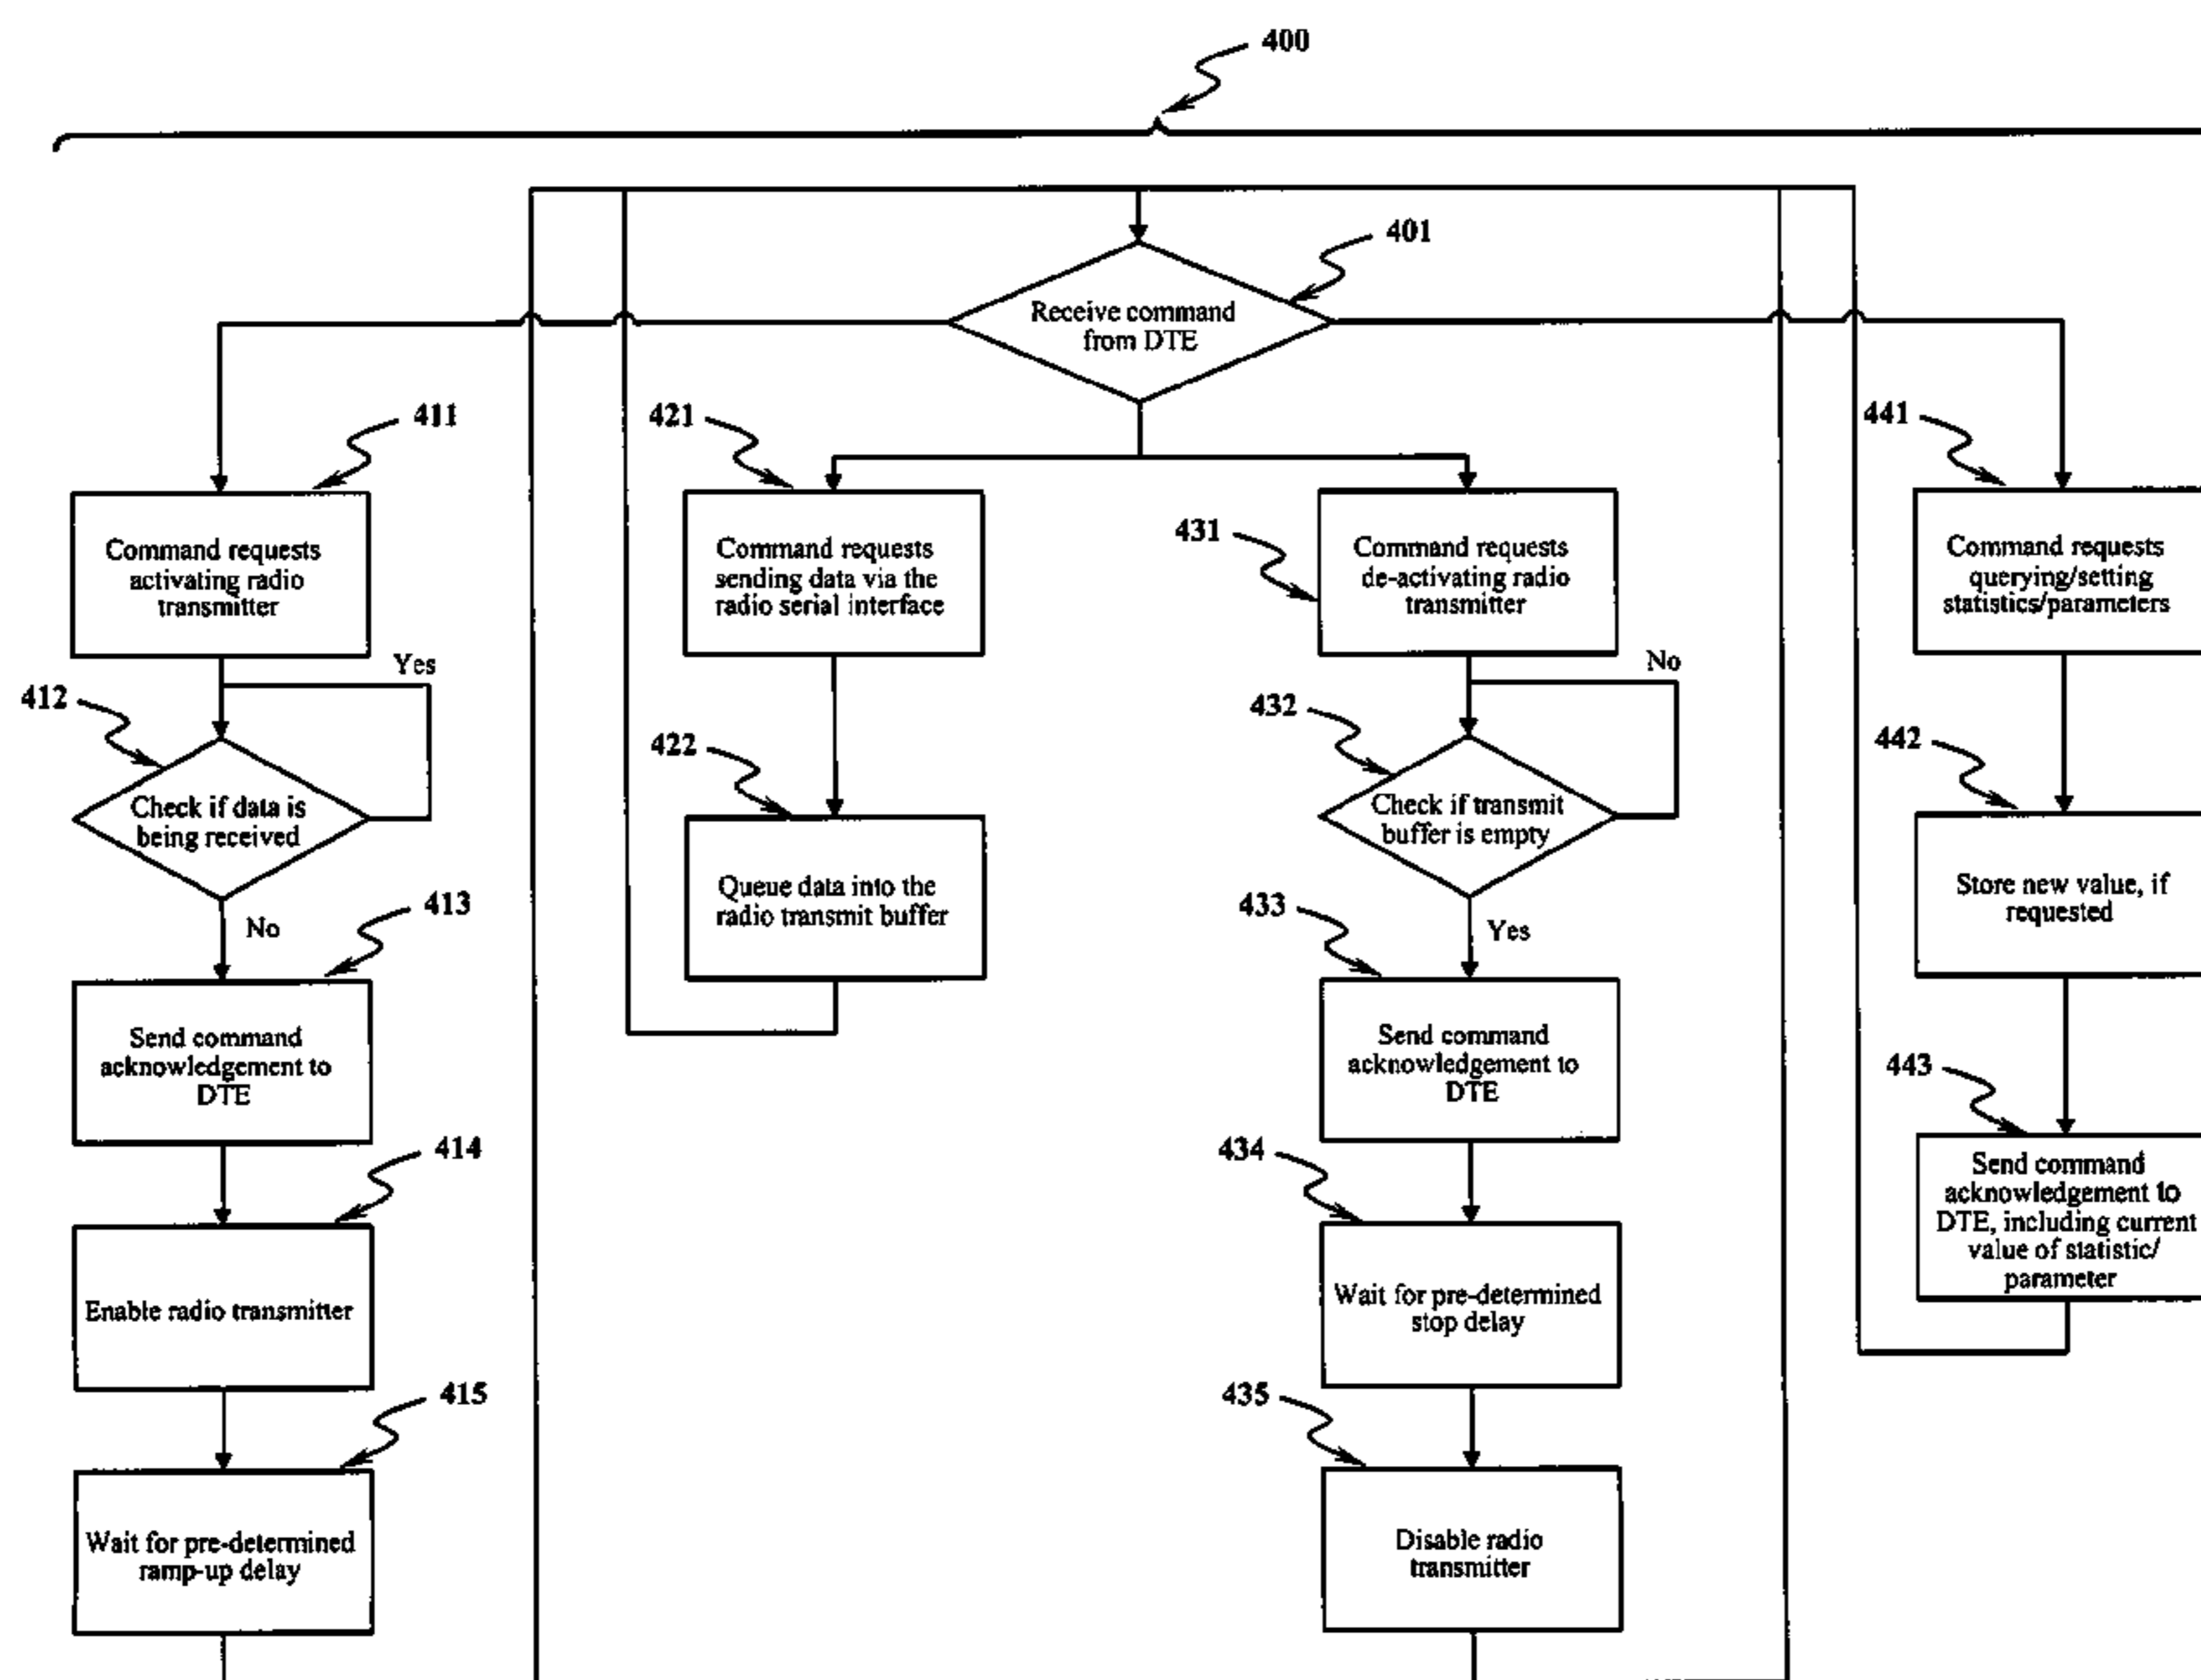 400
401
Receive command
from DTE
411
Command requests
activating radio
transmitter
Yes
412
Check if data is
being received
No
413
Send command
acknowledgement to
DTE
414
Enable radio transmitter
415
Wait for pre-determined
ramp-up delay
421
Command requests
sending data via the
radio serial interface
422
Queue data into the
radio transmit buffer
431
Command requests
de-activating radio
transmitter
No
432
Check if transmit
buffer is empty
Yes
433
Send command
acknowledgement to
DTE
434
Wait for pre-determined
stop delay
435
Disable radio
transmitter
441
Command requests
querying/setting
statistics/parameters
442
Store new value, if
requested
443
Send command
acknowledgement to
DTE, including current
value of statistic/
parameter